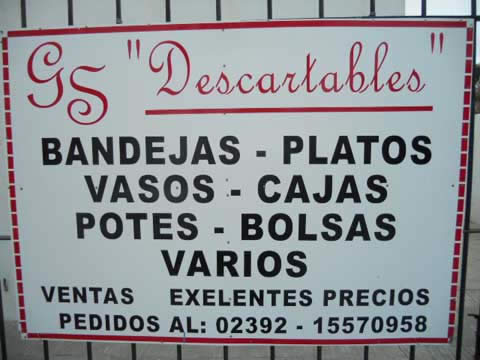 GS "Descartables"
BANDEJAS - PLATOS
VASOS - CAJAS
POTES - BOLSAS
VARIOS
VENTAS EXELENTES PRECIOS
PEDIDOS AL: 02392 - 15570958